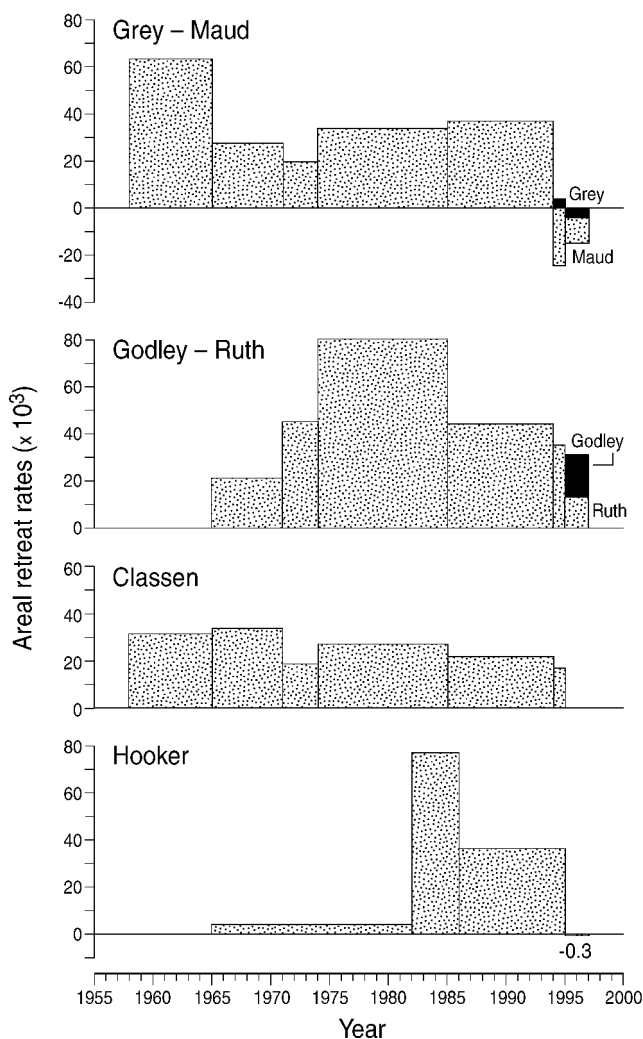 Grey – Maud
80
60
40
20
0
-20
-40
Grey
Maud
Godley – Ruth
80
60
40
20
0
Godley
Ruth
Classen
60
40
20
0
Hooker
80
60
40
20
0
-0.3
Areal retreat rates (x 10³)
1955 1960 1965 1970 1975 1980 1985 1990 1995 2000
Year